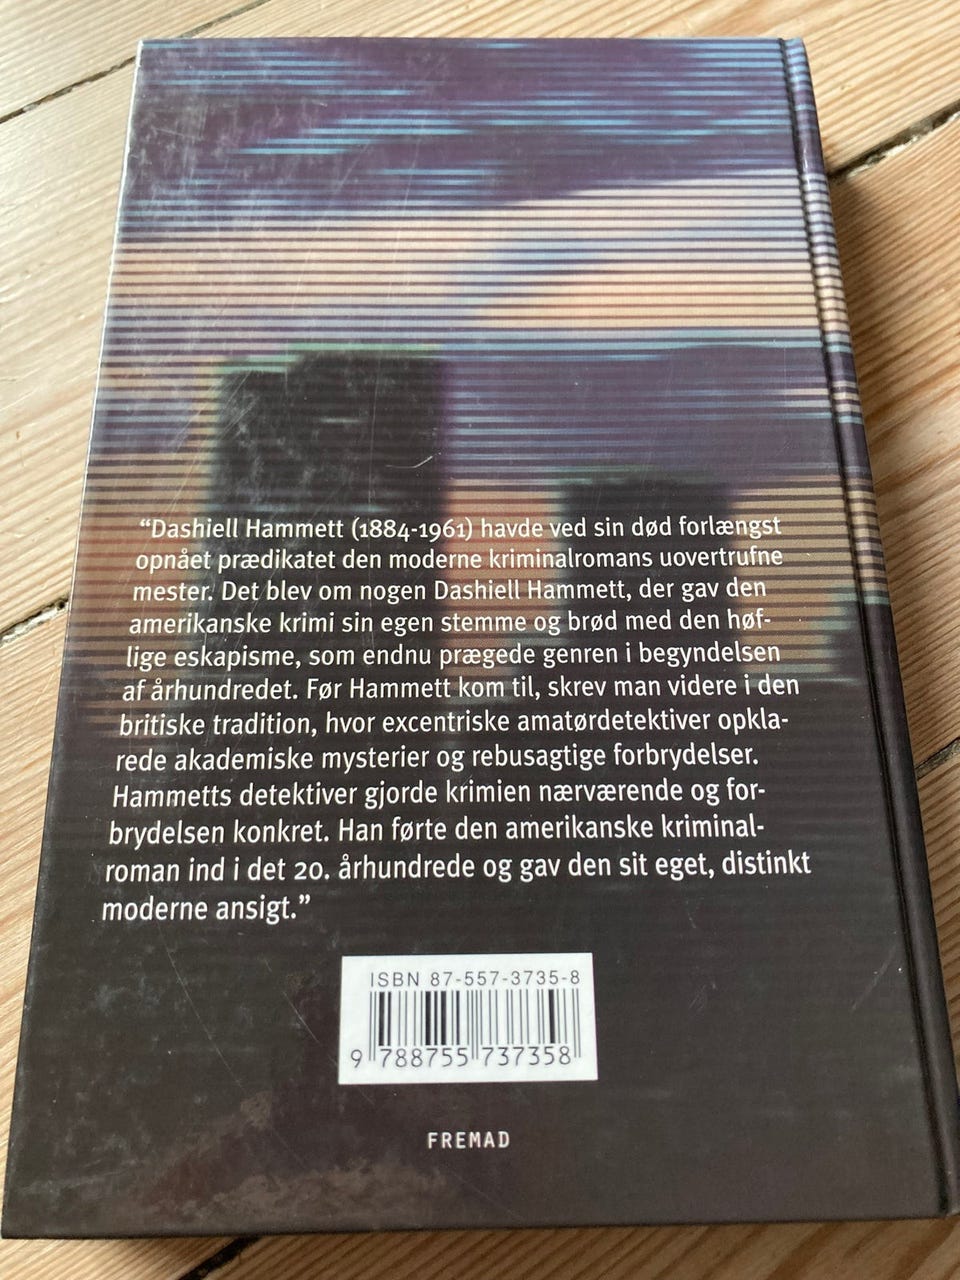 “Dashiell Hammett (1884-1961) havde ved sin død forlængst
opnået prædikatet den moderne kriminalromans uovertrufne
mester. Det blev om nogen Dashiell Hammett, der gav den
amerikanske krimi sin egen stemme og brød med den høf-
lige eskapisme, som endnu prægede genren i begyndelsen
af århundredet. Før Hammett kom til, skrev man videre i den
britiske tradition, hvor excentriske amatørdetektiver opkla-
rede akademiske mysterier og rebusagtige forbrydelser.
Hammetts detektiver gjorde krimien nærværende og for-
brydelsen konkret. Han førte den amerikanske kriminal-
roman ind i det 20. århundrede og gav den sit eget, distinkt
moderne ansigt.”
ISBN 87-557-3735-8
9 788755 737358
FREMAD